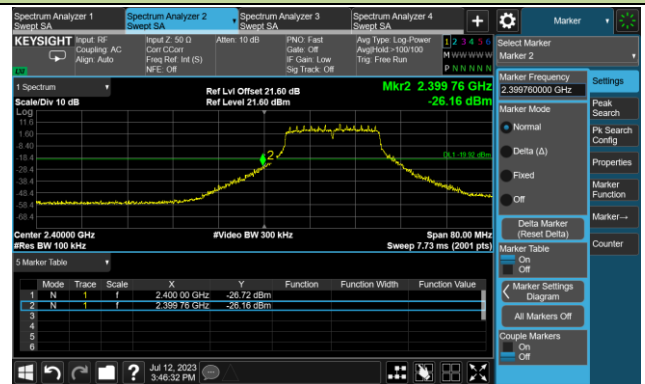 Spectrum Analyzer 1
Swept SA
Spectrum Analyzer 2
Swept SA
Spectrum Analyzer 3
Swept SA
Spectrum Analyzer 4
Swept SA
+
Marker
KEYSIGHT
LW
Input: RF
Coupling: AC
Align: Auto
Input Z: 50 Ω
Corr CCorr
Freq Ref: Int (S)
NFE: Off
Atten: 10 dB
PNO: Fast
Gate: Off
IF Gain: Low
Sig Track: Off
Avg Type: Log-Power
Avg|Hold:>100/100
Trig: Free Run
1 2 3 4 5 6
M W W W W W
P N N N N N
Select Marker
Marker 2
1 Spectrum
Scale/Div 10 dB
Log
Ref Lvl Offset 21.60 dB
Ref Level 21.60 dBm
Mkr2 2.399 76 GHz
-26.16 dBm
11.6
1.60
-8.40
-18.4
-28.4
-38.4
-48.4
-58.4
-68.4
2
DL1 -19.92 dBm
Center 2.40000 GHz
#Res BW 100 kHz
#Video BW 300 kHz
Span 80.00 MHz
Sweep 7.73 ms (2001 pts)
5 Marker Table
Mode Trace Scale X Y Function Function Width Function Value
1 N 1 f 2.400 00 GHz -26.72 dBm
2 N 1 f 2.399 76 GHz -26.16 dBm
3
4
5
6
Marker Frequency
2.399760000 GHz
Marker Mode
Normal
Delta (Δ)
Fixed
Off
Delta Marker
(Reset Delta)
Marker Table
On
Off
Marker Settings
Diagram
All Markers Off
Couple Markers
On
Off
Settings
Peak
Search
Pk Search
Config
Properties
Marker
Function
Marker→
Counter
?
Jul 12, 2023
3:46:32 PM